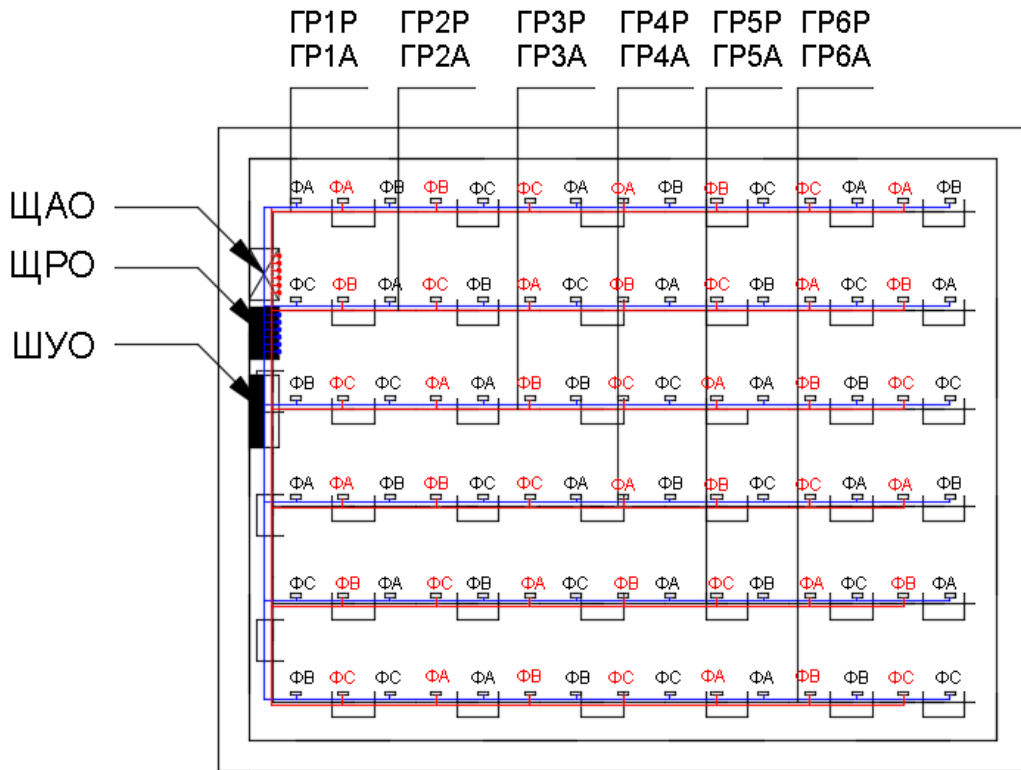 ГР1Р ГР2Р ГР3Р ГР4Р ГР5Р ГР6Р
ГР1А ГР2А ГР3А ГР4А ГР5А ГР6А
ЩАО
ЩРО
ШУО
ФА ФА ФВ ФВ ФС ФС ФА ФА ФВ ФВ ФС ФС ФА ФА ФВ
ФС ФВ ФА ФС ФВ ФА ФС ФВ ФА ФС ФВ ФА ФС ФВ ФА
ФВ ФС ФС ФА ФА ФВ ФВ ФС ФС ФА ФА ФВ ФВ ФС ФС
ФА ФА ФВ ФВ ФС ФС ФА ФА ФВ ФВ ФС ФС ФА ФА ФВ
ФС ФВ ФА ФС ФВ ФА ФС ФВ ФА ФС ФВ ФА ФС ФВ ФА
ФВ ФС ФС ФА ФА ФВ ФВ ФС ФС ФА ФА ФВ ФВ ФС ФС